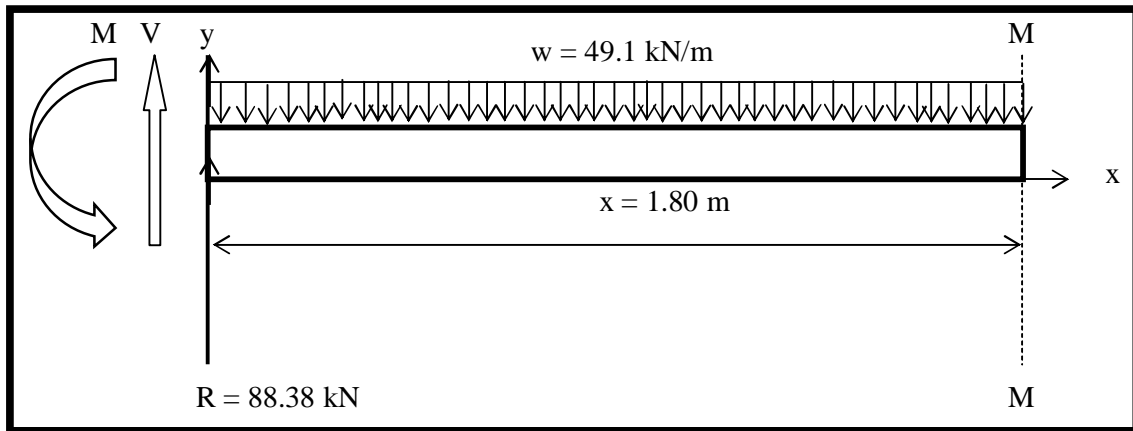 M V y M
w = 49.1 kN/m
x
x = 1.80 m
R = 88.38 kN M